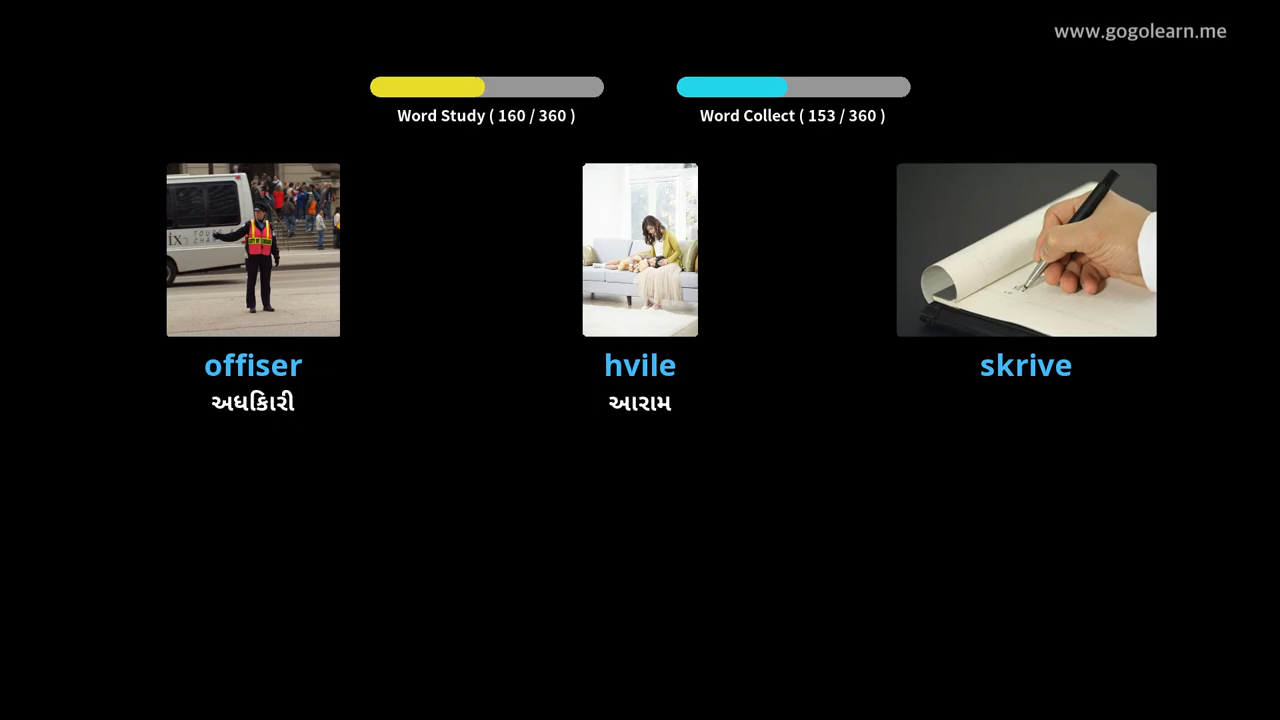 www.gogolearn.me
Word Study ( 160 / 360 )
Word Collect ( 153 / 360 )
offiser
hvile
skrive
અધિકારી
આરામ